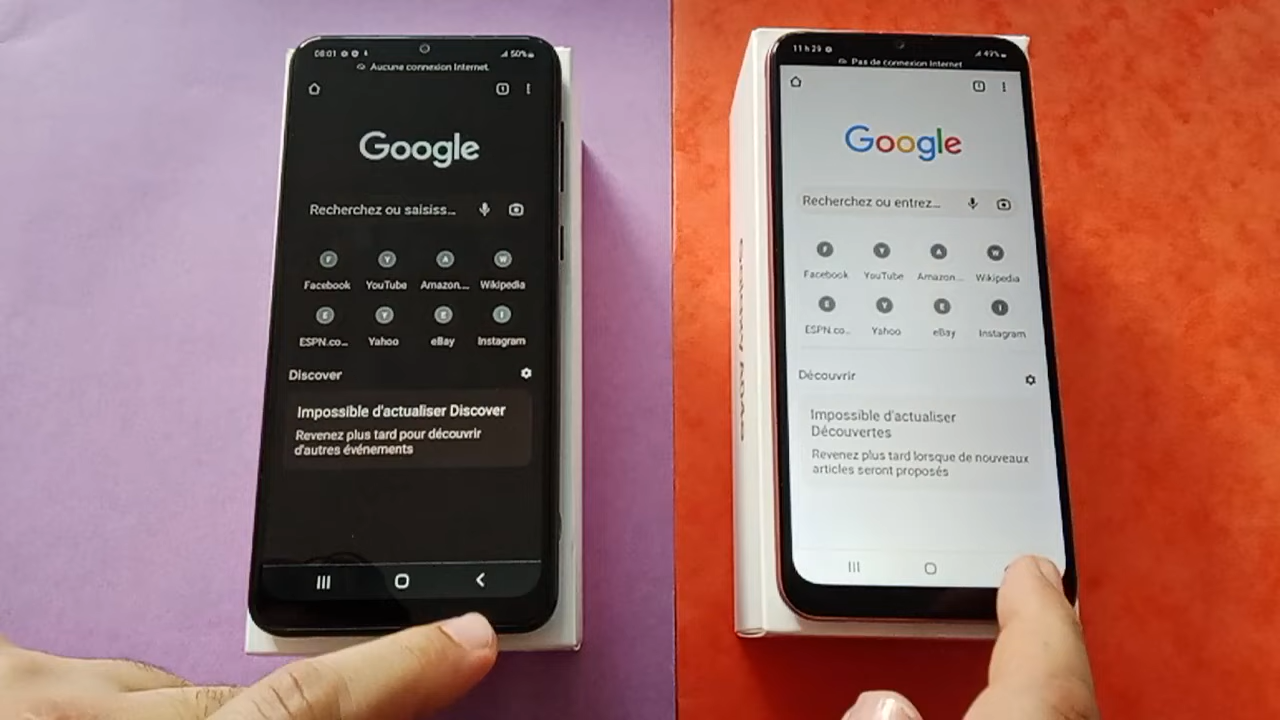 08:01
50%
Aucune connexion Internet.
Google
Recherchez ou saisiss...
F
Y
A
W
Facebook
YouTube
Amazon....
Wikipedia
E
Y
E
I
ESPN.co...
Yahoo
eBay
Instagram
Discover
Impossible d'actualiser Discover
Revenez plus tard pour découvrir
d'autres événements
11 h 29
49%
Pas de connexion Internet
Google
Recherchez ou entrez...
F
Y
A
W
Facebook
YouTube
Amazon....
Wikipedia
E
Y
E
I
ESPN.co...
Yahoo
eBay
Instagram
Découvrir
Impossible d'actualiser
Découvertes
Revenez plus tard lorsque de nouveaux
articles seront proposés
Galaxy